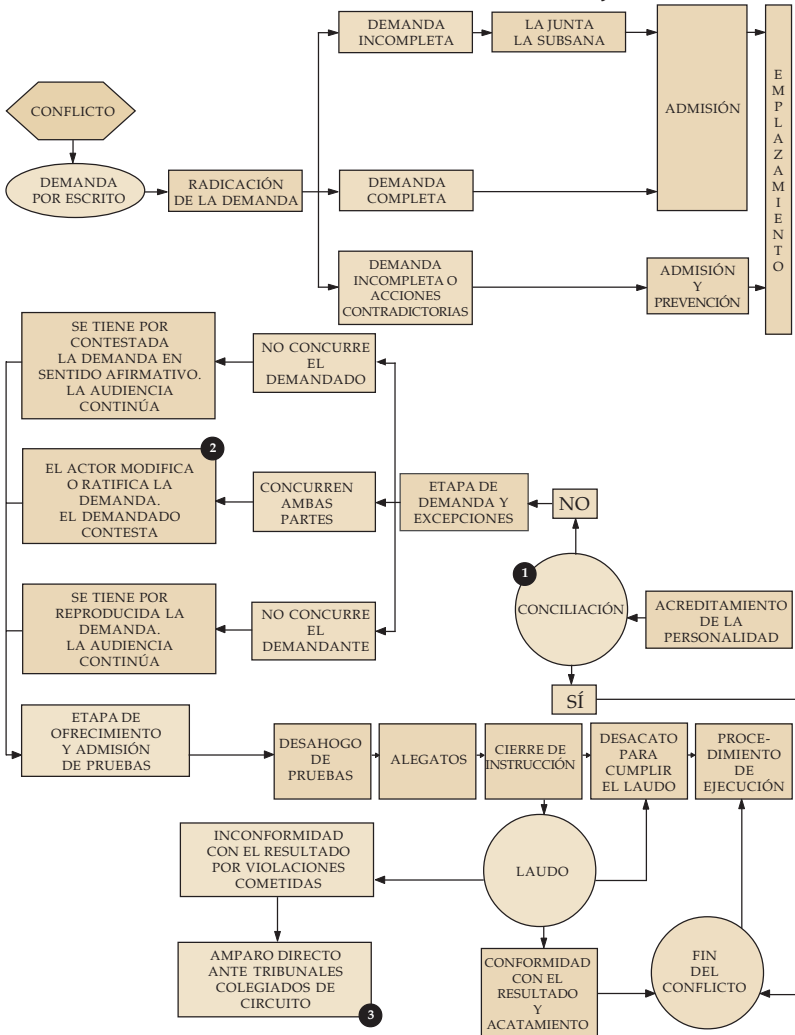 DEMANDA
INCOMPLETA
LA JUNTA
LA SUBSANA
ADMISIÓN
EMPLAZAMIENTO
CONFLICTO
DEMANDA
POR ESCRITO
RADICACIÓN
DE LA DEMANDA
DEMANDA
COMPLETA
DEMANDA
INCOMPLETA O
ACCIONES
CONTRADICTORIAS
ADMISIÓN
Y
PREVENCIÓN
SE TIENE POR
CONTESTADA
LA DEMANDA EN
SENTIDO AFIRMATIVO.
LA AUDIENCIA
CONTINÚA
NO CONCURRE
EL
DEMANDADO
2
EL ACTOR MODIFICA
O RATIFICA LA
DEMANDA.
EL DEMANDADO
CONTESTA
CONCURREN
AMBAS
PARTES
ETAPA DE
DEMANDA Y
EXCEPCIONES
NO
1
CONCILIACIÓN
ACREDITAMIENTO
DE LA
PERSONALIDAD
SE TIENE POR
REPRODUCIDA LA
DEMANDA.
LA AUDIENCIA
CONTINÚA
NO CONCURRE
EL
DEMANDANTE
SÍ
ETAPA DE
OFRECIMIENTO
Y ADMISIÓN
DE PRUEBAS
DESAHOGO
DE
PRUEBAS
ALEGATOS
CIERRE DE
INSTRUCCIÓN
DESACATO
PARA
CUMPLIR
EL LAUDO
PROCE-
DIMIENTO
DE
EJECUCIÓN
INCONFORMIDAD
CON EL RESULTADO
POR VIOLACIONES
COMETIDAS
LAUDO
AMPARO DIRECTO
ANTE TRIBUNALES
COLEGIADOS DE
CIRCUITO
3
CONFORMIDAD
CON EL
RESULTADO
Y
ACATAMIENTO
FIN
DEL
CONFLICTO